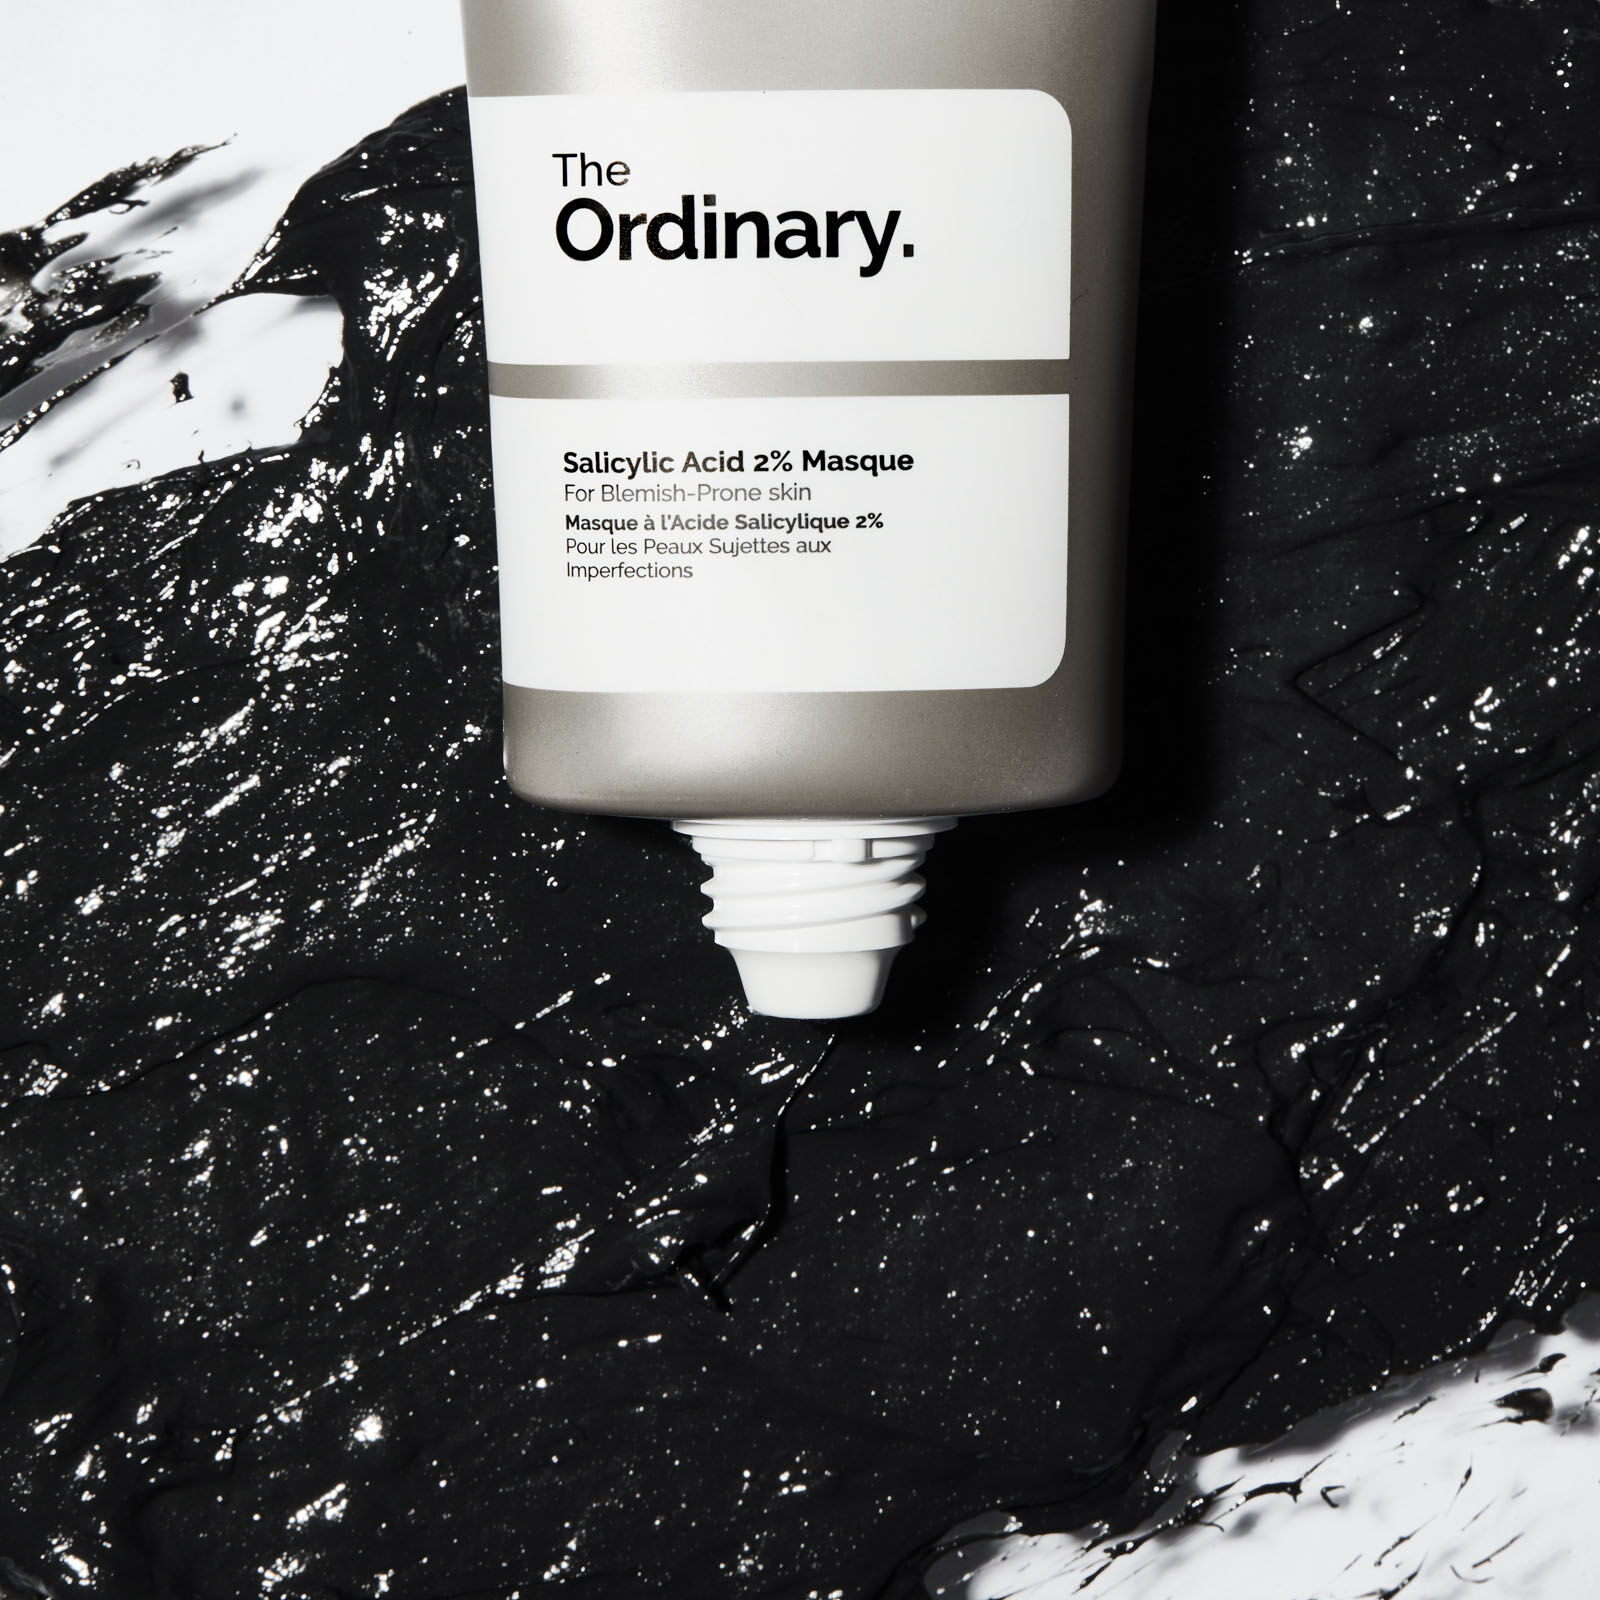 The
Ordinary.
Salicylic Acid 2% Masque
For Blemish-Prone skin
Masque à l'Acide Salicylique 2%
Pour les Peaux Sujettes aux
Imperfections